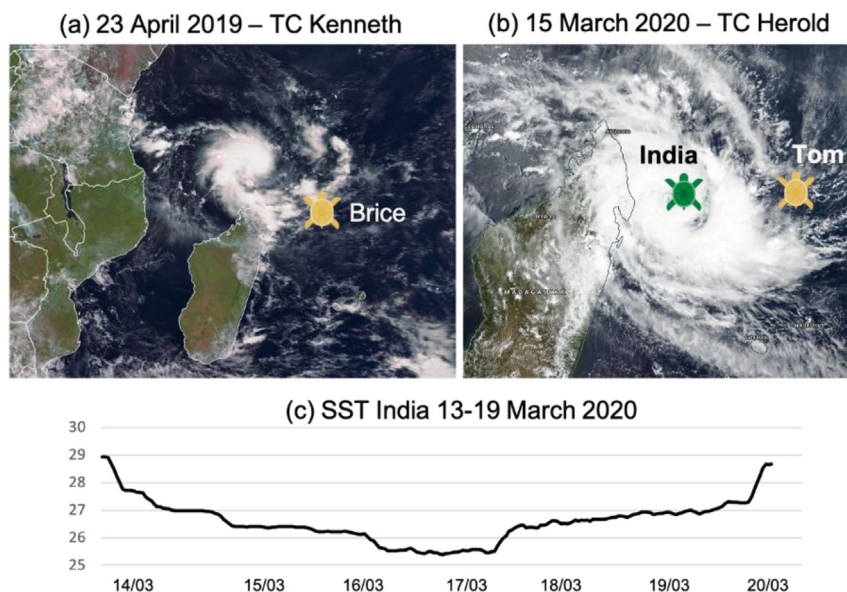 (a) 23 April 2019 – TC Kenneth
(b) 15 March 2020 – TC Herold
Brice
India
Tom
MADAGASCAR
(c) SST India 13-19 March 2020
30
29
28
27
26
25
14/03
15/03
16/03
17/03
18/03
19/03
20/03